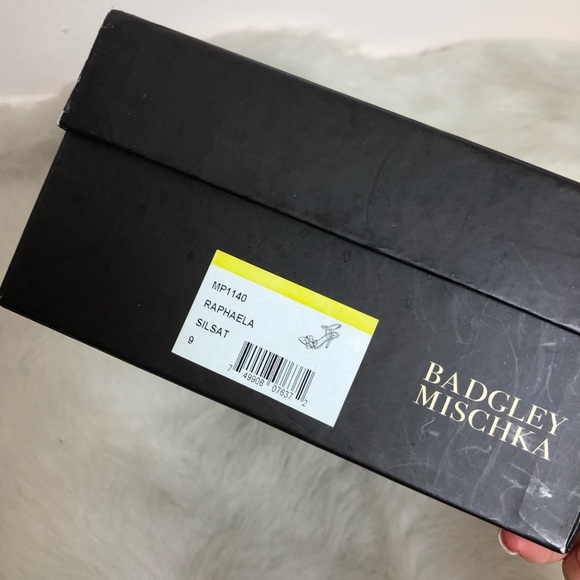 MP1140
RAPHAELA
SILSAT
9
7 49908 07637 2
BADGLEY
MISCHKA